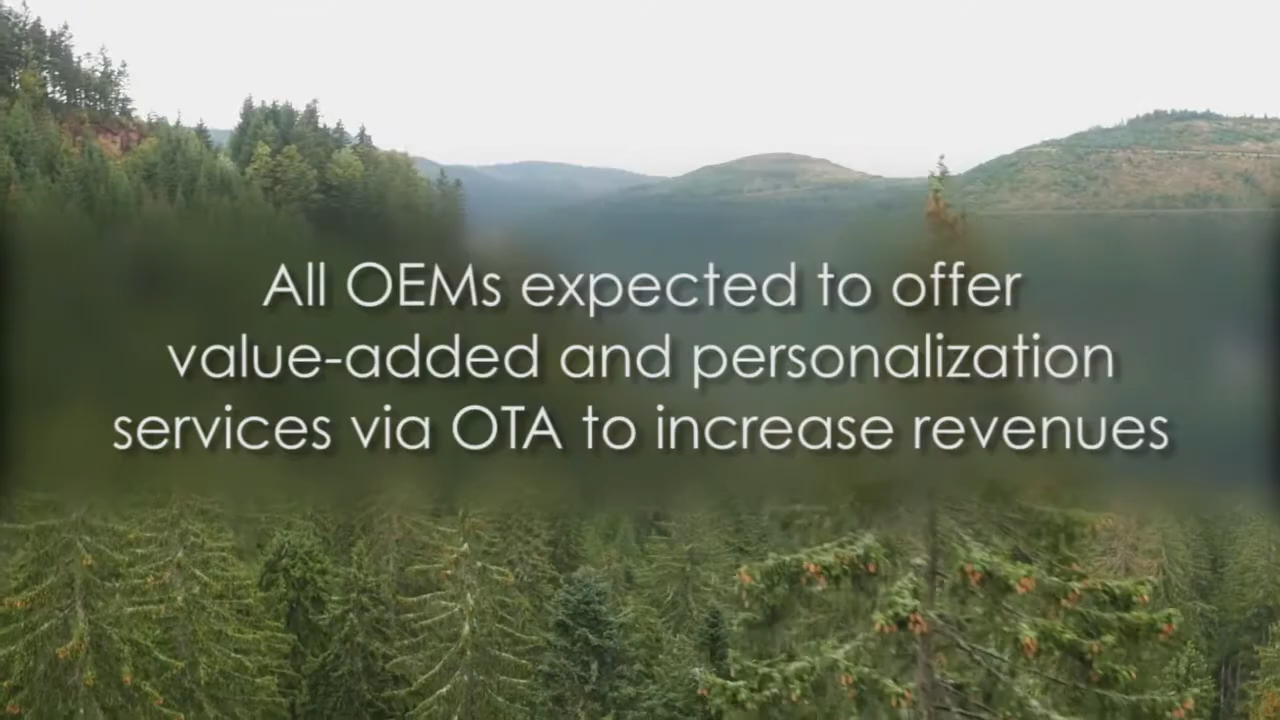 All OEMs expected to offer
value-added and personalization
services via OTA to increase revenues